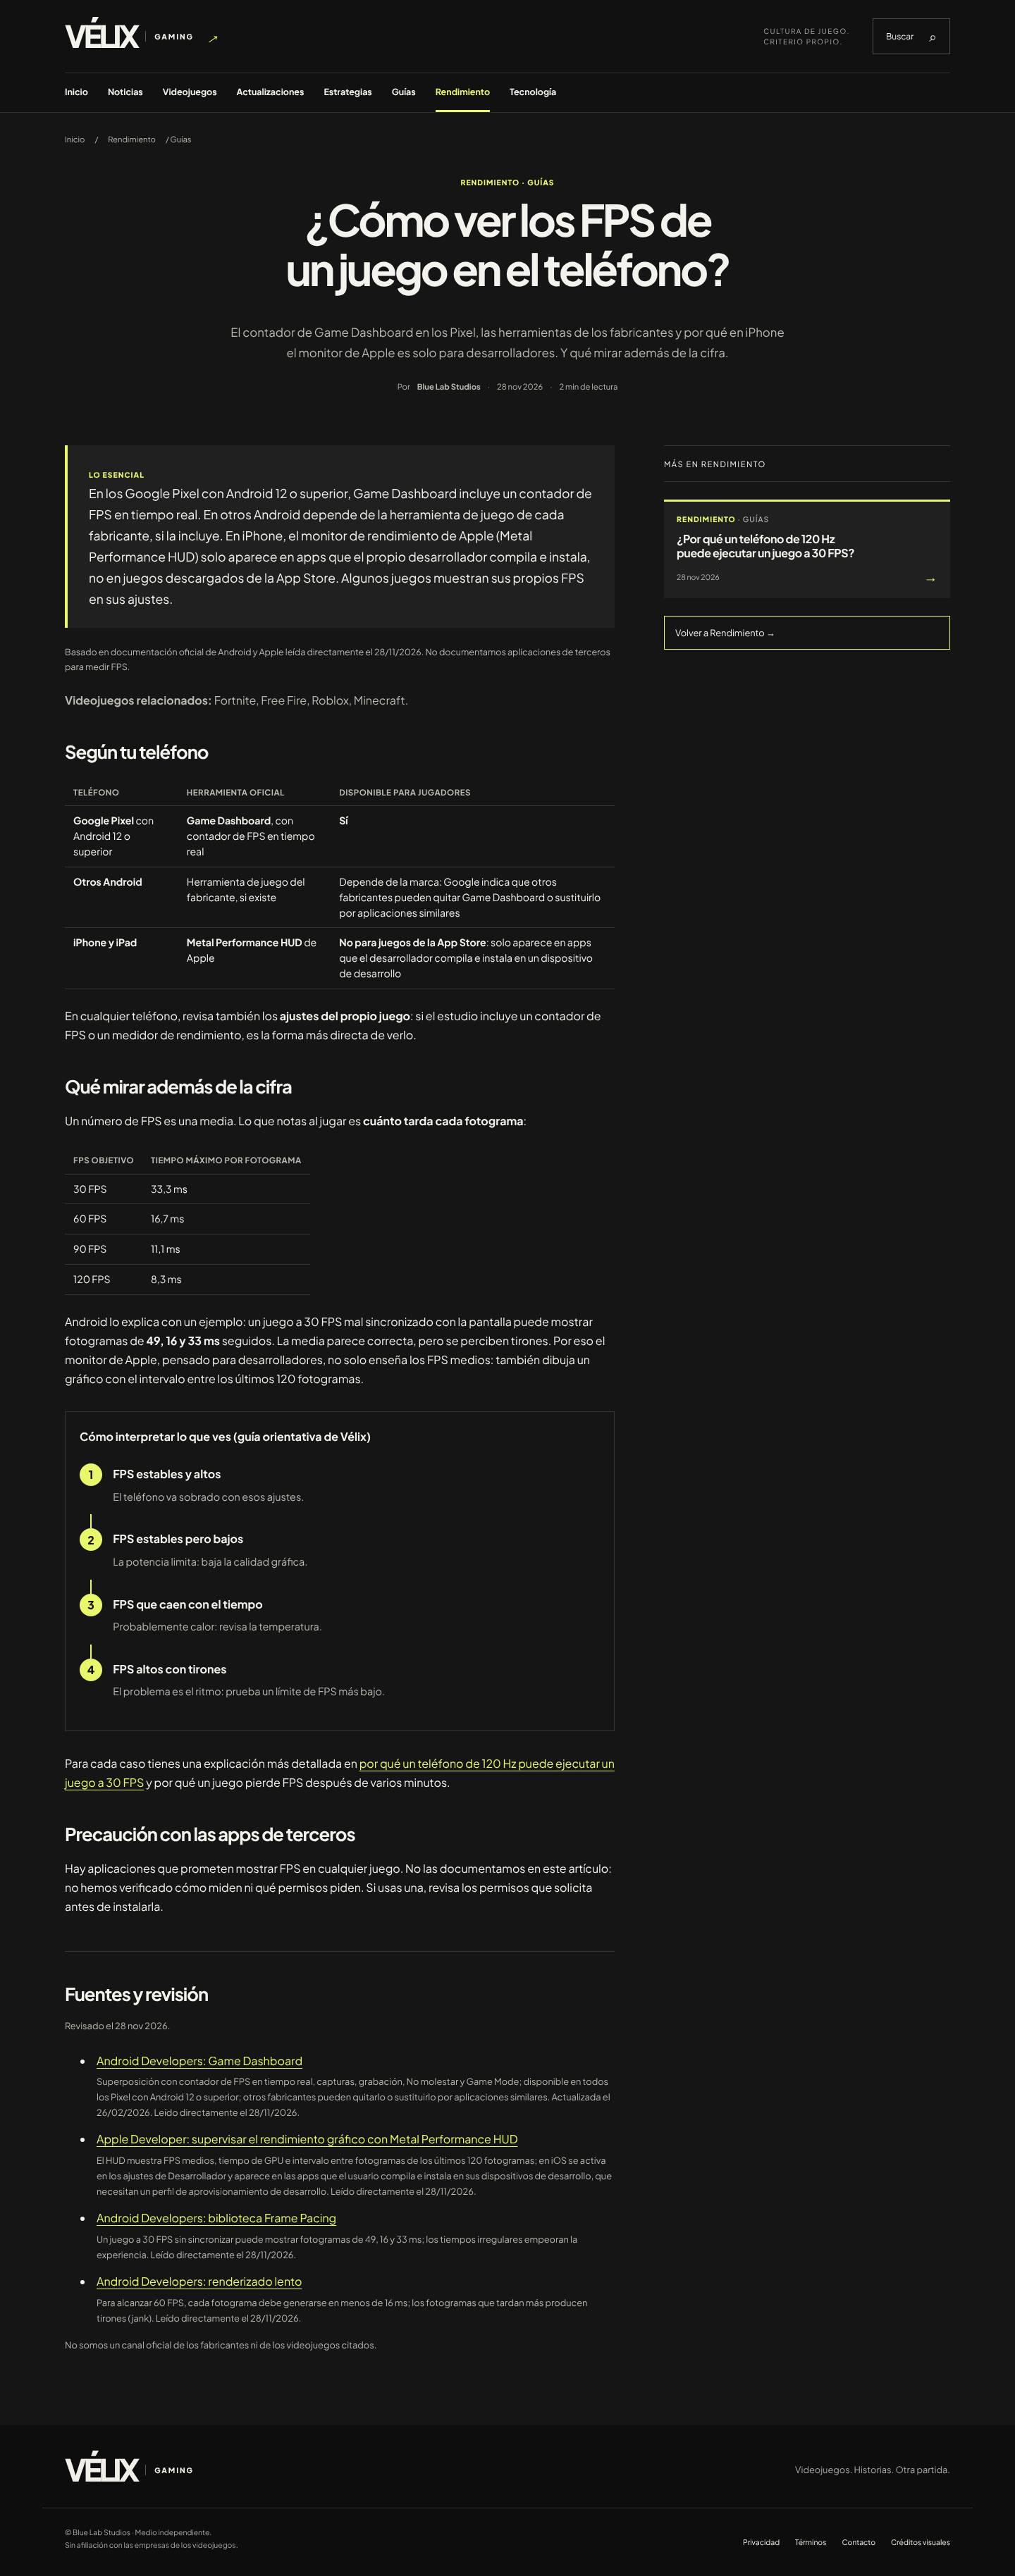 VÉLIX GAMING →
CULTURA DE JUEGO.
CRITERIO PROPIO.
Buscar ⌕
Inicio Noticias Videojuegos Actualizaciones Estrategias Guías Rendimiento Tecnología
Inicio / Rendimiento / Guías
RENDIMIENTO · GUÍAS
¿Cómo ver los FPS de
un juego en el teléfono?
El contador de Game Dashboard en los Pixel, las herramientas de los fabricantes y por qué en iPhone
el monitor de Apple es solo para desarrolladores. Y qué mirar además de la cifra.
Por Blue Lab Studios · 28 nov 2026 · 2 min de lectura
LO ESENCIAL
En los Google Pixel con Android 12 o superior, Game Dashboard incluye un contador de
FPS en tiempo real. En otros Android depende de la herramienta de juego de cada
fabricante, si la incluye. En iPhone, el monitor de rendimiento de Apple (Metal
Performance HUD) solo aparece en apps que el propio desarrollador compila e instala,
no en juegos descargados de la App Store. Algunos juegos muestran sus propios FPS
en sus ajustes.
MÁS EN RENDIMIENTO
RENDIMIENTO · GUÍAS
¿Por qué un teléfono de 120 Hz
puede ejecutar un juego a 30 FPS?
28 nov 2026 →
Volver a Rendimiento →
Basado en documentación oficial de Android y Apple leída directamente el 28/11/2026. No documentamos aplicaciones de terceros
para medir FPS.
Videojuegos relacionados: Fortnite, Free Fire, Roblox, Minecraft.
Según tu teléfono
TELÉFONO HERRAMIENTA OFICIAL DISPONIBLE PARA JUGADORES
Google Pixel con
Android 12 o
superior
Game Dashboard, con
contador de FPS en tiempo
real
Sí
Otros Android
Herramienta de juego del
fabricante, si existe
Depende de la marca: Google indica que otros
fabricantes pueden quitar Game Dashboard o sustituirlo
por aplicaciones similares
iPhone y iPad
Metal Performance HUD de
Apple
No para juegos de la App Store: solo aparece en apps
que el desarrollador compila e instala en un dispositivo
de desarrollo
En cualquier teléfono, revisa también los ajustes del propio juego: si el estudio incluye un contador de
FPS o un medidor de rendimiento, es la forma más directa de verlo.
Qué mirar además de la cifra
Un número de FPS es una media. Lo que notas al jugar es cuánto tarda cada fotograma:
FPS OBJETIVO TIEMPO MÁXIMO POR FOTOGRAMA
30 FPS 33,3 ms
60 FPS 16,7 ms
90 FPS 11,1 ms
120 FPS 8,3 ms
Android lo explica con un ejemplo: un juego a 30 FPS mal sincronizado con la pantalla puede mostrar
fotogramas de 49, 16 y 33 ms seguidos. La media parece correcta, pero se perciben tirones. Por eso el
monitor de Apple, pensado para desarrolladores, no solo enseña los FPS medios: también dibuja un
gráfico con el intervalo entre los últimos 120 fotogramas.
Cómo interpretar lo que ves (guía orientativa de Vélix)
1 FPS estables y altos
El teléfono va sobrado con esos ajustes.
2 FPS estables pero bajos
La potencia limita: baja la calidad gráfica.
3 FPS que caen con el tiempo
Probablemente calor: revisa la temperatura.
4 FPS altos con tirones
El problema es el ritmo: prueba un límite de FPS más bajo.
Para cada caso tienes una explicación más detallada en por qué un teléfono de 120 Hz puede ejecutar un
juego a 30 FPS y por qué un juego pierde FPS después de varios minutos.
Precaución con las apps de terceros
Hay aplicaciones que prometen mostrar FPS en cualquier juego. No las documentamos en este artículo:
no hemos verificado cómo miden ni qué permisos piden. Si usas una, revisa los permisos que solicita
antes de instalarla.
Fuentes y revisión
Revisado el 28 nov 2026.
• Android Developers: Game Dashboard
Superposición con contador de FPS en tiempo real, capturas, grabación, No molestar y Game Mode; disponible en todos
los Pixel con Android 12 o superior; otros fabricantes pueden quitarlo o sustituirlo por aplicaciones similares. Actualizada el
26/02/2026. Leído directamente el 28/11/2026.
• Apple Developer: supervisar el rendimiento gráfico con Metal Performance HUD
El HUD muestra FPS medios, tiempo de GPU e intervalo entre fotogramas de los últimos 120 fotogramas; en iOS se activa
en los ajustes de Desarrollador y aparece en las apps que el usuario compila e instala en sus dispositivos de desarrollo, que
necesitan un perfil de aprovisionamiento de desarrollo. Leído directamente el 28/11/2026.
• Android Developers: biblioteca Frame Pacing
Un juego a 30 FPS sin sincronizar puede mostrar fotogramas de 49, 16 y 33 ms; los tiempos irregulares empeoran la
experiencia. Leído directamente el 28/11/2026.
• Android Developers: renderizado lento
Para alcanzar 60 FPS, cada fotograma debe generarse en menos de 16 ms; los fotogramas que tardan más producen
tirones (jank). Leído directamente el 28/11/2026.
No somos un canal oficial de los fabricantes ni de los videojuegos citados.
VÉLIX GAMING
Videojuegos. Historias. Otra partida.
© Blue Lab Studios · Medio independiente.
Sin afiliación con las empresas de los videojuegos.
Privacidad Términos Contacto Créditos visuales